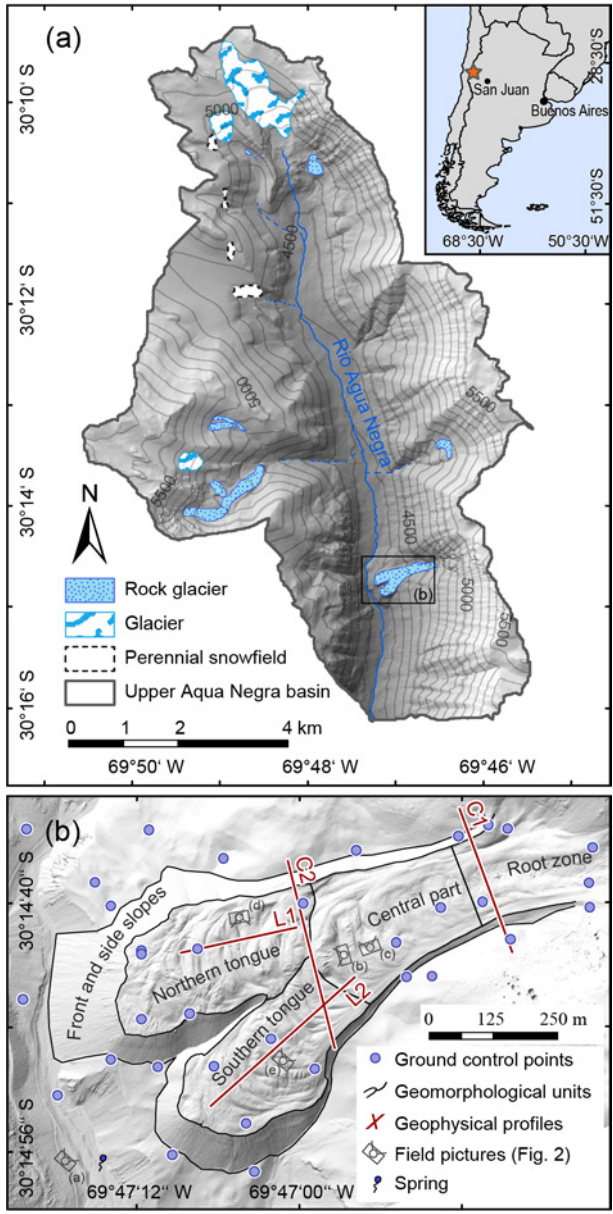 (a)
30°10' S
30°12' S
30°14' S
30°16' S
5000
4500
Rio Agua Negra
5000
5500
5500
4500
5000
5500
(b)
28°30' S
51°30' S
San Juan
Buenos Aires
68°30' W
50°30' W
N
Rock glacier
Glacier
Perennial snowfield
Upper Aqua Negra basin
0 1 2 4 km
69°50' W
69°48' W
69°46' W
(b)
30°14'40" S
30°14'56" S
C1
C2
L1
L2
Root zone
Central part
Front and side slopes
Northern tongue
Southern tongue
(d)
(b)
(c)
(e)
(a)
0 125 250 m
Ground control points
Geomorphological units
Geophysical profiles
Field pictures (Fig. 2)
Spring
69°47'12" W
69°47'00" W